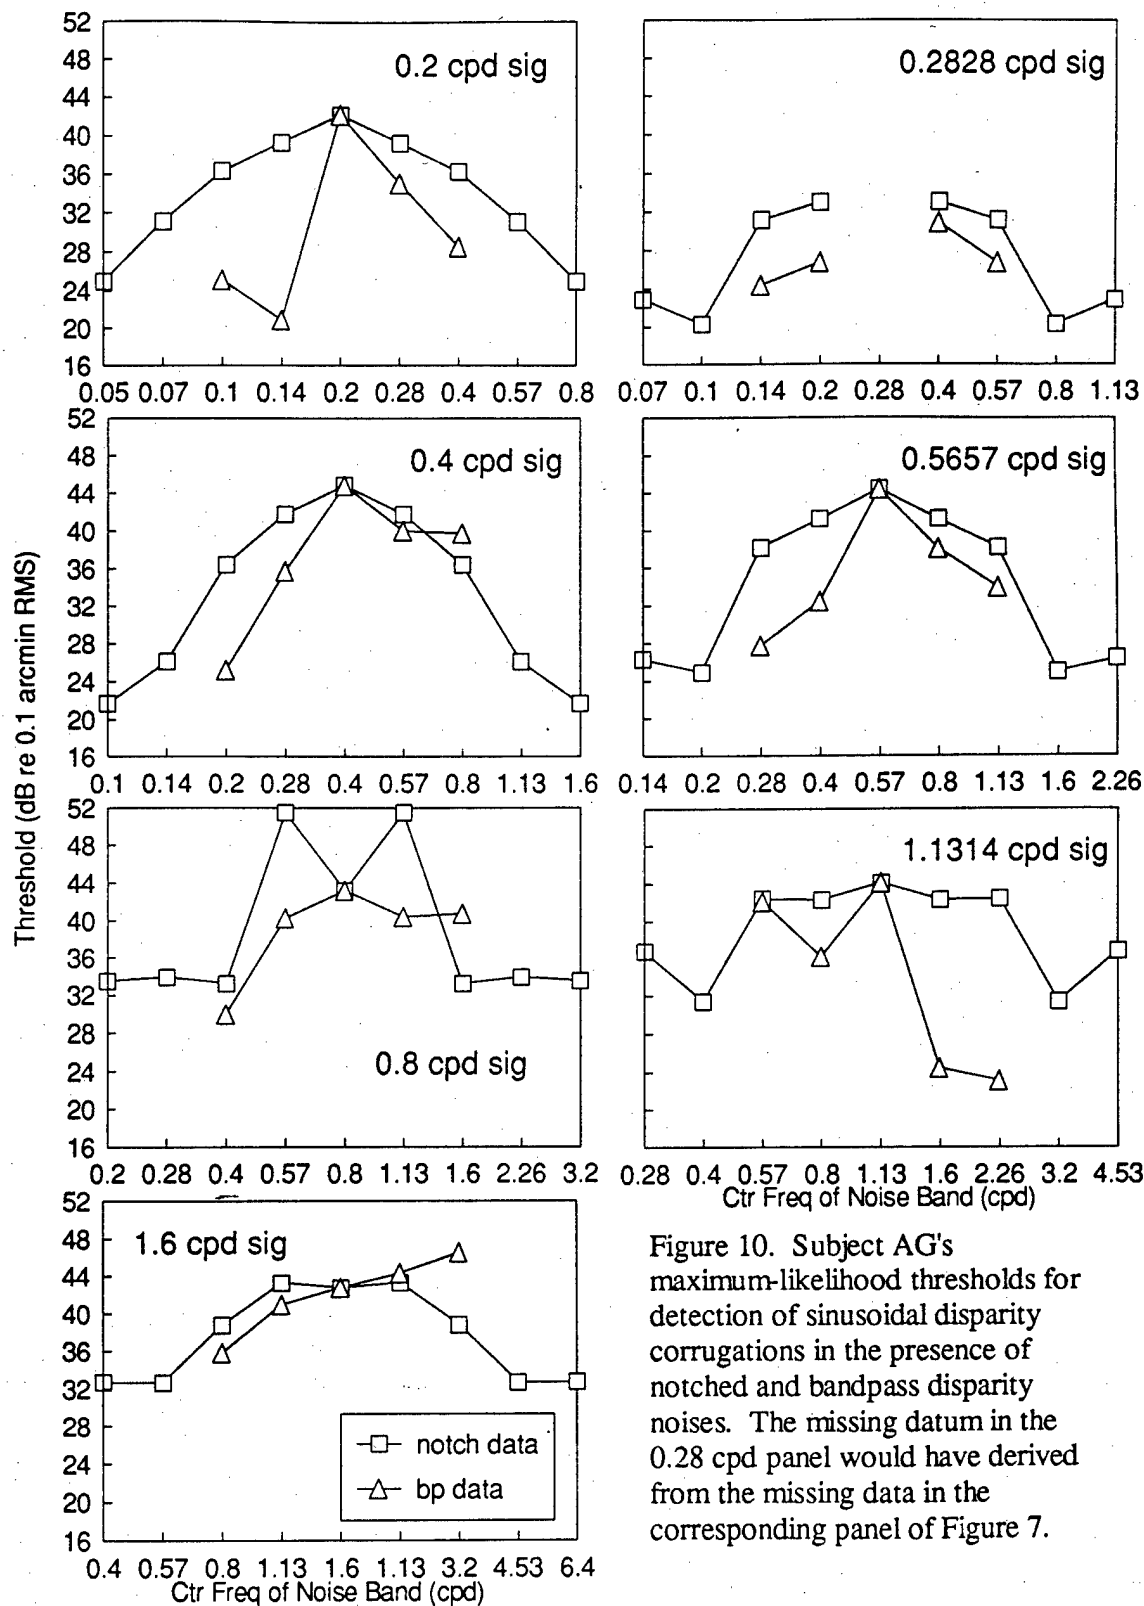 52
48
44
40
36
32
28
24
20
16
0.2 cpd sig
0.05 0.07 0.1 0.14 0.2 0.28 0.4 0.57 0.8
0.2828 cpd sig
0.07 0.1 0.14 0.2 0.28 0.4 0.57 0.8 1.13
52
48
44
40
36
32
28
24
20
16
0.4 cpd sig
0.1 0.14 0.2 0.28 0.4 0.57 0.8 1.13 1.6
0.5657 cpd sig
0.14 0.2 0.28 0.4 0.57 0.8 1.13 1.6 2.26
Threshold (dB re 0.1 arcmin RMS)
52
48
44
40
36
32
28
24
20
16
0.8 cpd sig
0.2 0.28 0.4 0.57 0.8 1.13 1.6 2.26 3.2
1.1314 cpd sig
0.28 0.4 0.57 0.8 1.13 1.6 2.26 3.2 4.53
Ctr Freq of Noise Band (cpd)
52
48
44
40
36
32
28
24
20
16
1.6 cpd sig
notch data
bp data
0.4 0.57 0.8 1.13 1.6 1.13 3.2 4.53 6.4
Ctr Freq of Noise Band (cpd)
Figure 10. Subject AG's
maximum-likelihood thresholds for
detection of sinusoidal disparity
corrugations in the presence of
notched and bandpass disparity
noises. The missing datum in the
0.28 cpd panel would have derived
from the missing data in the
corresponding panel of Figure 7.